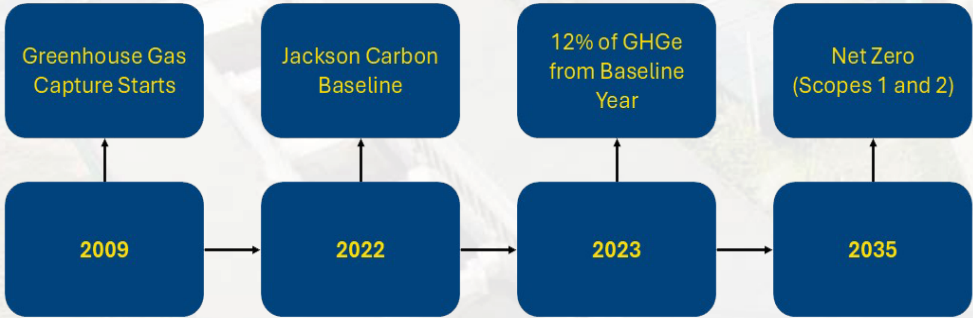 Greenhouse Gas
Capture Starts
Jackson Carbon
Baseline
12% of GHGe
from Baseline
Year
Net Zero
(Scopes 1 and 2)
2009
2022
2023
2035